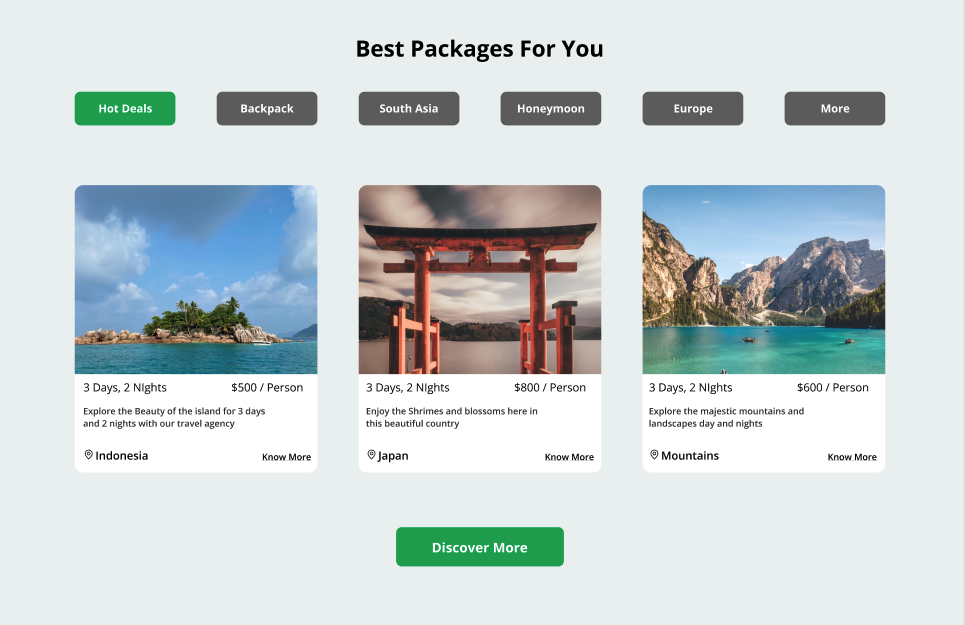 Best Packages For You
Hot Deals
Backpack
South Asia
Honeymoon
Europe
More
3 Days, 2 NIghts
$500 / Person
Explore the Beauty of the island for 3 days
and 2 nights with our travel agency
Indonesia
Know More
3 Days, 2 NIghts
$800 / Person
Enjoy the Shrimes and blossoms here in
this beautiful country
Japan
Know More
3 Days, 2 NIghts
$600 / Person
Explore the majestic mountains and
landscapes day and nights
Mountains
Know More
Discover More